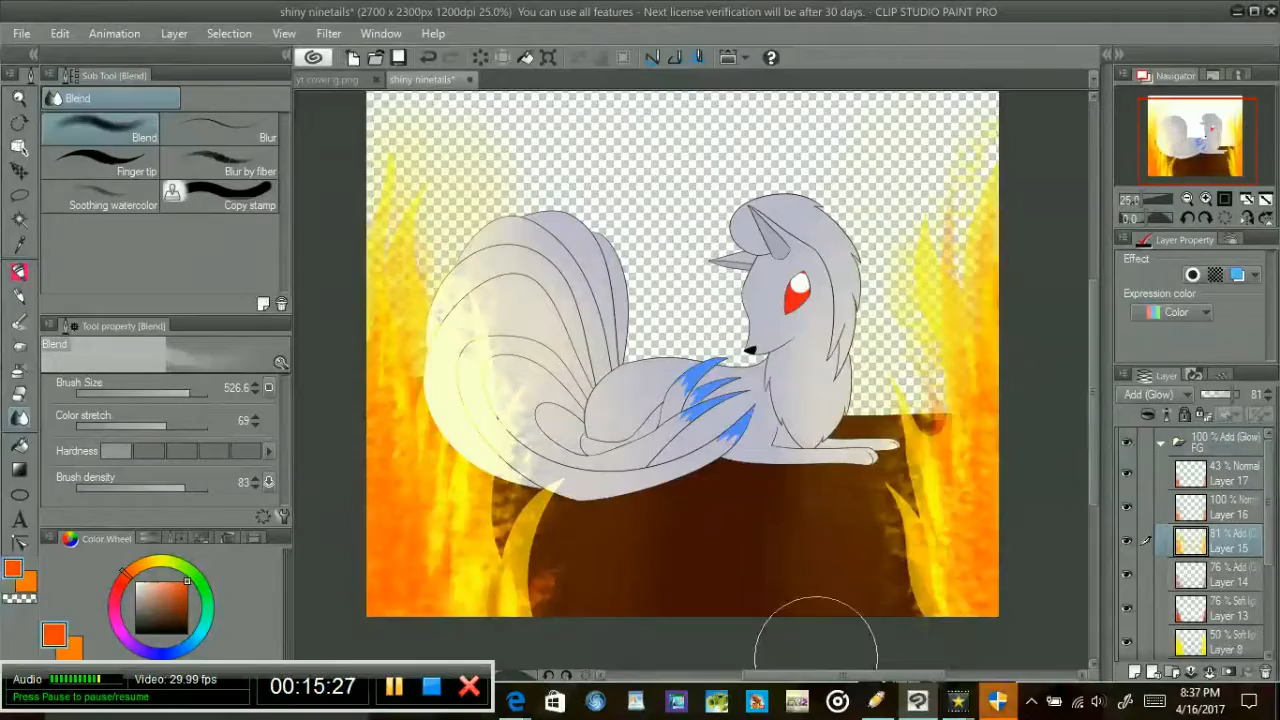 shiny ninetails* (2700 x 2300px 1200dpi 25.0%) You can use all features - Next license verification will be after 30 days. - CLIP STUDIO PAINT PRO
File Edit Animation Layer Selection View Filter Window Help
Sub Tool [Blend]
Blend
Blend Blur
Finger tip Blur by fiber
Soothing watercolor Copy stamp
Tool property [Blend]
Blend
Brush Size 526.6
Color stretch 69
Hardness
Brush density 83
Color Wheel
yt cover g.png shiny ninetails*
Navigator
25.0
0.0
Layer Property
Effect
Expression color
Color
Layer
Add (Glow) 81
100 % Add (Glow)
FG
43 % Normal
Layer 17
100 %
Layer 16
81 % Add
Layer 15
76 % Add
Layer 14
76 % Soft
Layer 13
50 % Soft
Layer 8
Audio Video: 29.99 fps
Press Pause to pause/resume
00:15:27
8:37 PM
4/16/2017